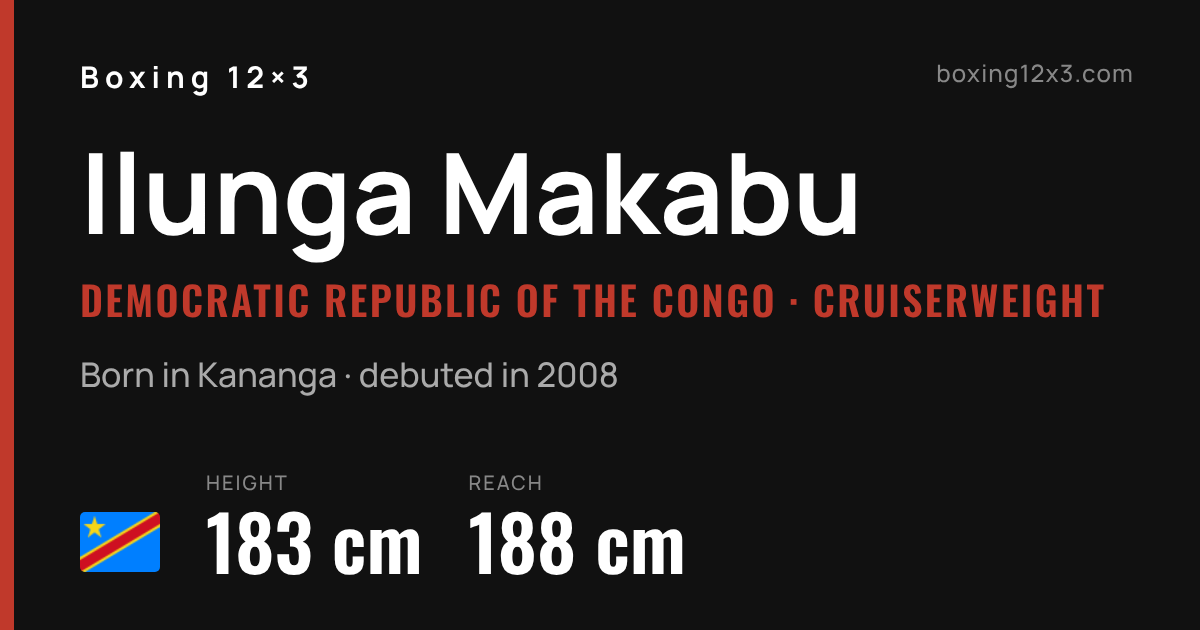 Boxing 12×3
boxing12x3.com
Ilunga Makabu
DEMOCRATIC REPUBLIC OF THE CONGO · CRUISERWEIGHT
Born in Kananga · debuted in 2008
HEIGHT REACH
183 cm 188 cm